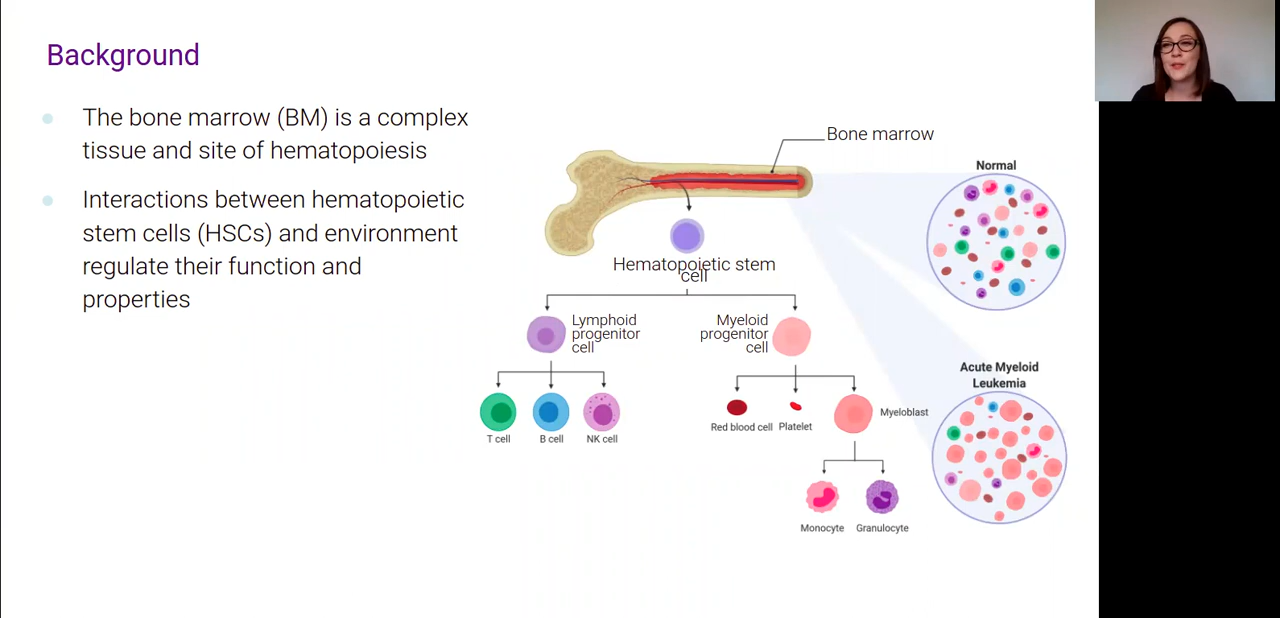 Background
The bone marrow (BM) is a complex
tissue and site of hematopoiesis
Interactions between hematopoietic
stem cells (HSCs) and environment
regulate their function and
properties
Bone marrow
Normal
Hematopoietic stem
cell
Lymphoid
progenitor
cell
Myeloid
progenitor
cell
Acute Myeloid
Leukemia
T cell
B cell
NK cell
Red blood cell
Platelet
Myeloblast
Monocyte
Granulocyte